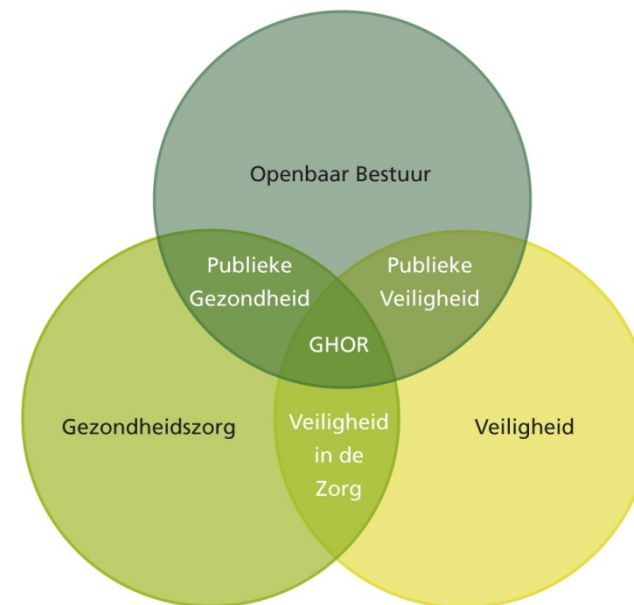 Openbaar Bestuur
Publieke
Gezondheid
Publieke
Veiligheid
GHOR
Gezondheidszorg
Veiligheid
in de
Zorg
Veiligheid